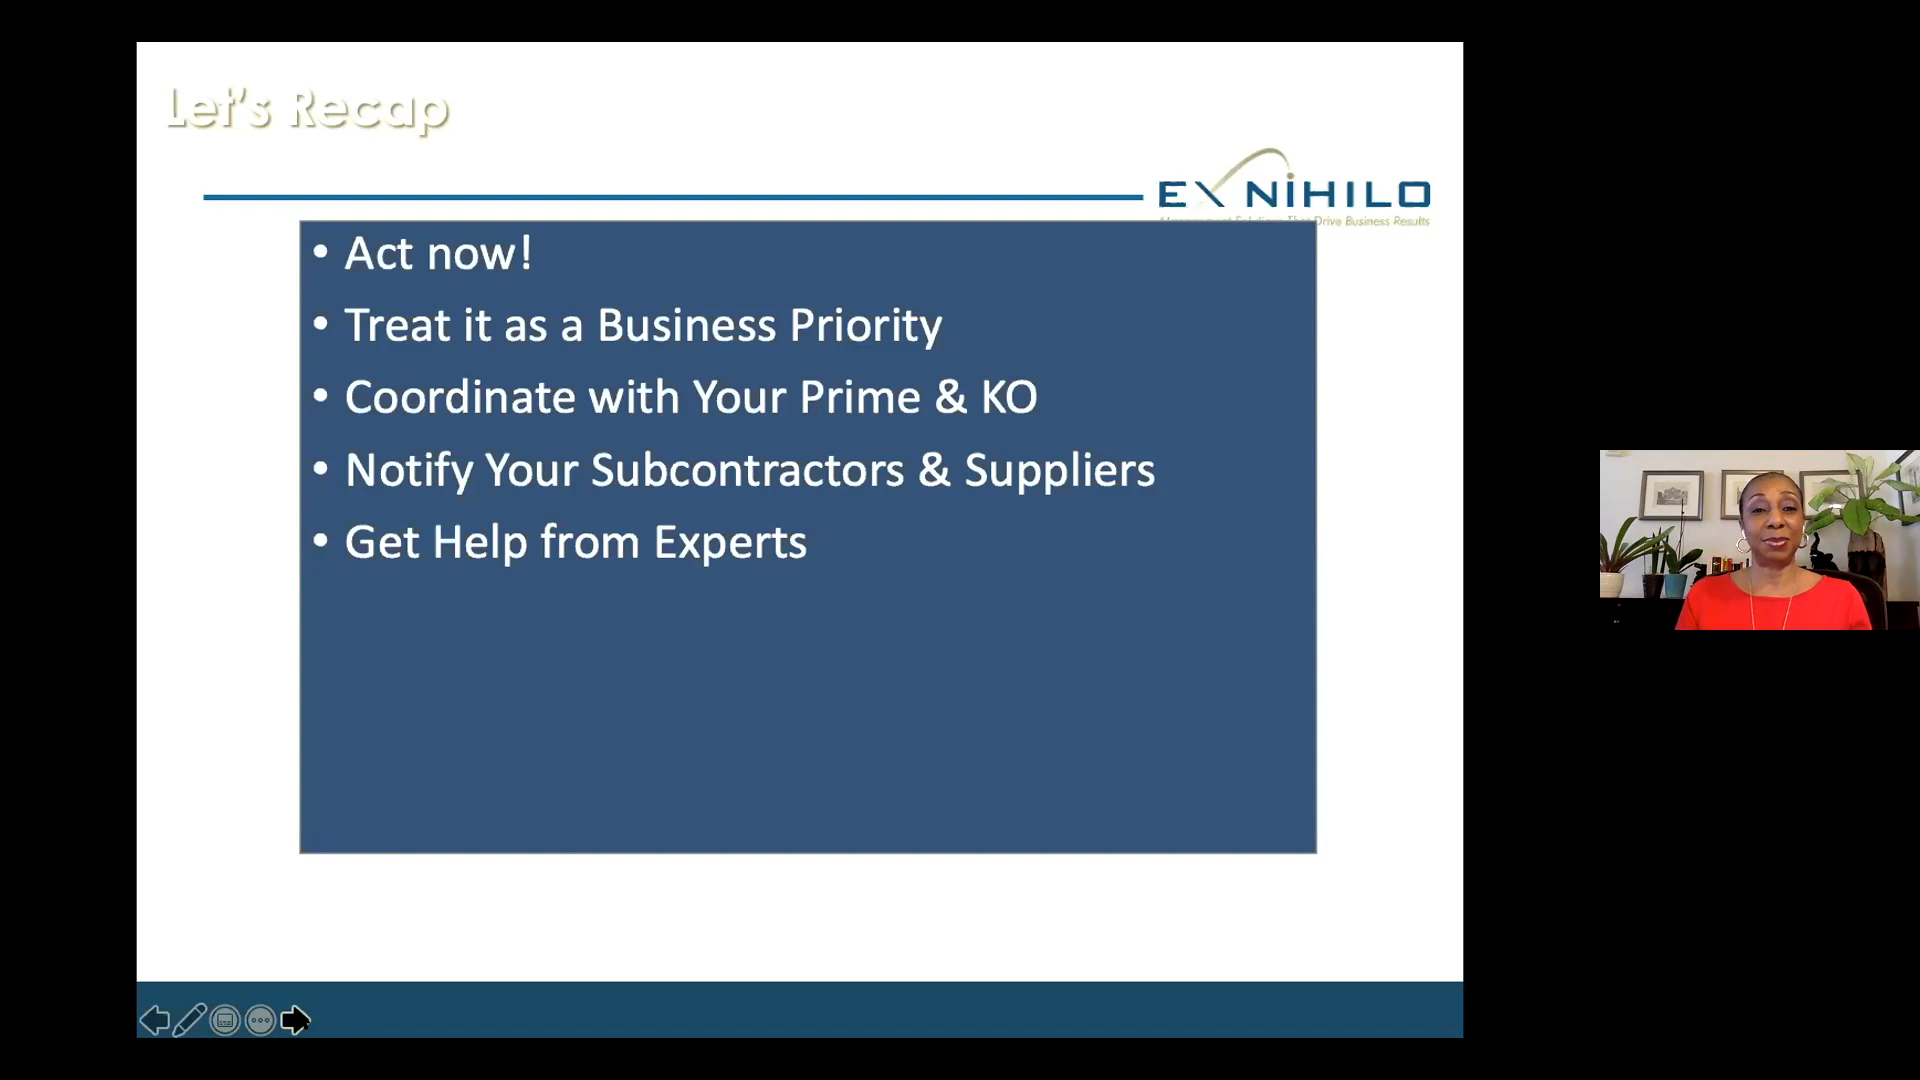 Let's Recap
EX NIHILO
Drive Business Results
• Act now!
• Treat it as a Business Priority
• Coordinate with Your Prime & KO
• Notify Your Subcontractors & Suppliers
• Get Help from Experts